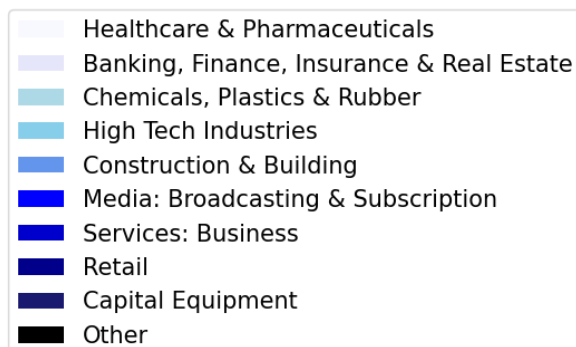 Healthcare & Pharmaceuticals
Banking, Finance, Insurance & Real Estate
Chemicals, Plastics & Rubber
High Tech Industries
Construction & Building
Media: Broadcasting & Subscription
Services: Business
Retail
Capital Equipment
Other